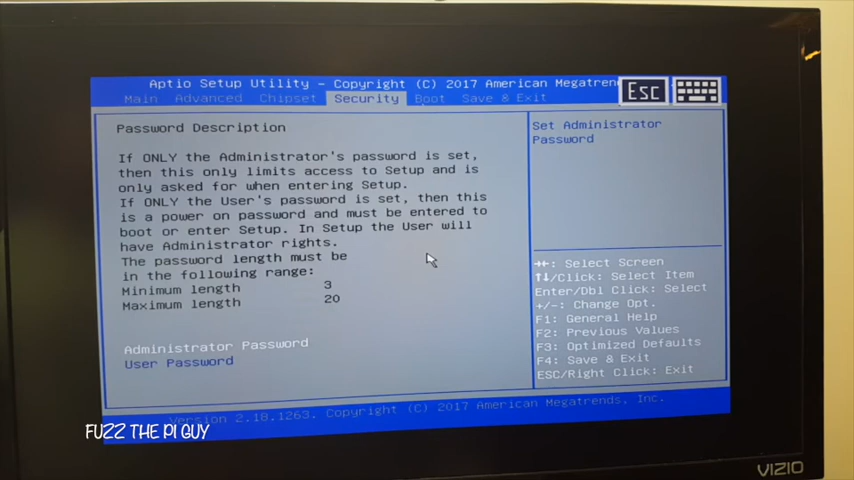 Aptio Setup Utility – Copyright (C) 2017 American Megatrends
Esc
Main Advanced Chipset Security Boot Save & Exit
Password Description
If ONLY the Administrator's password is set,
then this only limits access to Setup and is
only asked for when entering Setup.
If ONLY the User's password is set, then this
is a power on password and must be entered to
boot or enter Setup. In Setup the User will
have Administrator rights.
The password length must be
in the following range:
Minimum length 3
Maximum length 20
Administrator Password
User Password
Set Administrator
Password
→←: Select Screen
↑↓/Click: Select Item
Enter/Dbl Click: Select
+/-: Change Opt.
F1: General Help
F2: Previous Values
F3: Optimized Defaults
F4: Save & Exit
ESC/Right Click: Exit
Version 2.18.1263. Copyright (C) 2017 American Megatrends, Inc.
FUZZ THE PI GUY
VIZIO